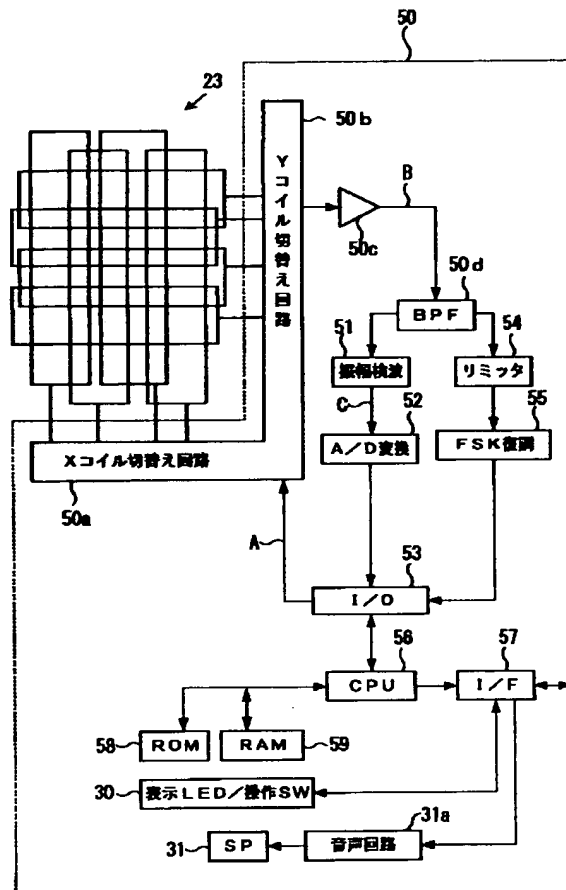 50
23
50b
Yコイル切替え回路
B
50c
50d
BPF
51
54
振幅検波
リミッタ
C
52
55
A/D変換
FSK復調
Xコイル切替え回路
50a
A
53
I/O
56
57
CPU
I/F
58
ROM
RAM
59
30
表示LED/操作SW
31a
31
SP
音声回路